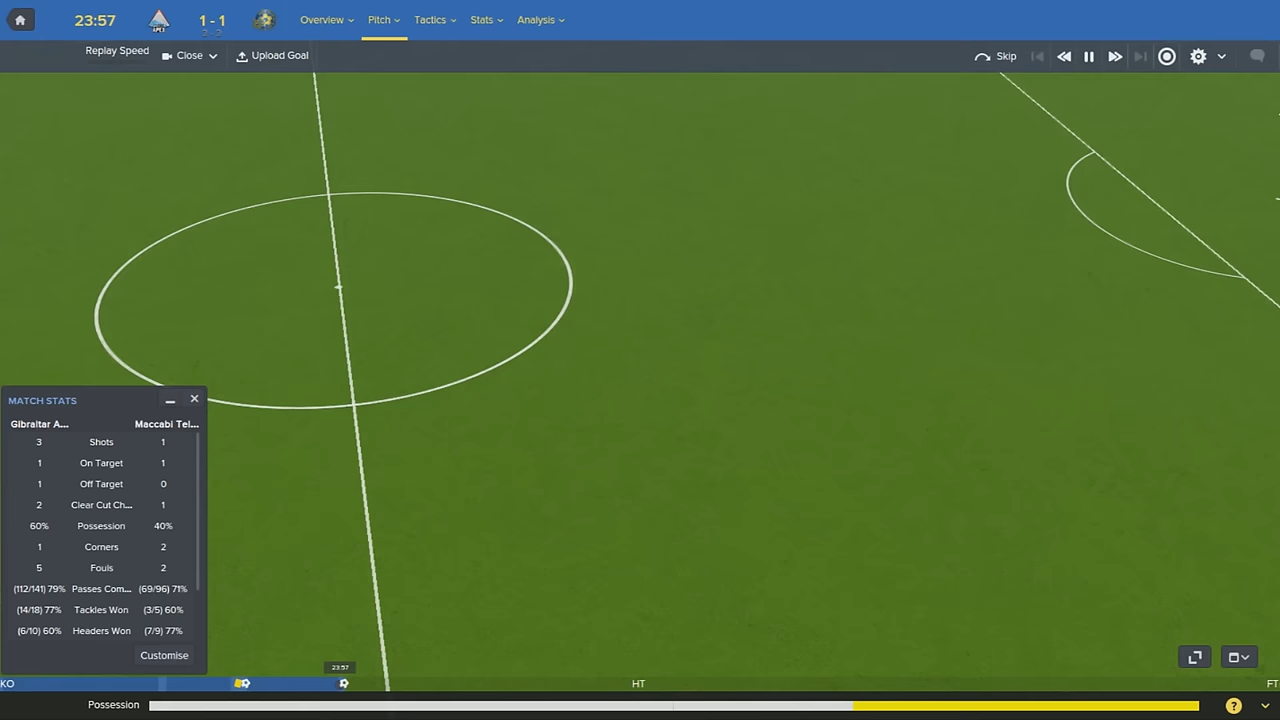 23:57
APEX
1 - 1
2 - 2
Overview
Pitch
Tactics
Stats
Analysis
Replay Speed
Close
Upload Goal
Skip
MATCH STATS
Gibraltar A...
Maccabi Tel...
3 Shots 1
1 On Target 1
1 Off Target 0
2 Clear Cut Ch... 1
60% Possession 40%
1 Corners 2
5 Fouls 2
(112/141) 79% Passes Com... (69/96) 71%
(14/18) 77% Tackles Won (3/5) 60%
(6/10) 60% Headers Won (7/9) 77%
Customise
23:57
KO
HT
FT
Possession
?